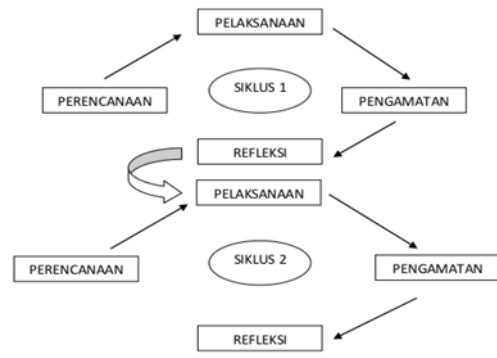 PELAKSANAAN
SIKLUS 1
PERENCANAAN
PENGAMATAN
REFLEKSI
PELAKSANAAN
SIKLUS 2
PERENCANAAN
PENGAMATAN
REFLEKSI